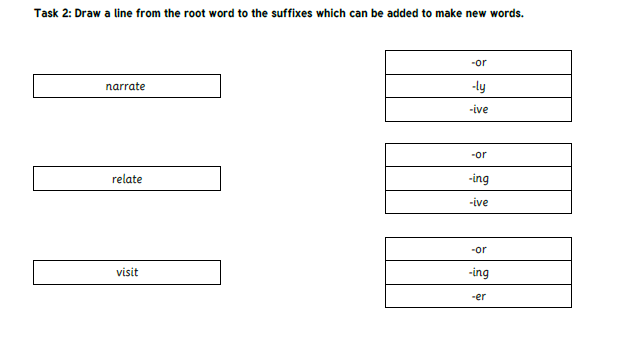 Task 2: Draw a line from the root word to the suffixes which can be added to make new words.
-or
narrate
-ly
-ive
-or
relate
-ing
-ive
-or
visit
-ing
-er